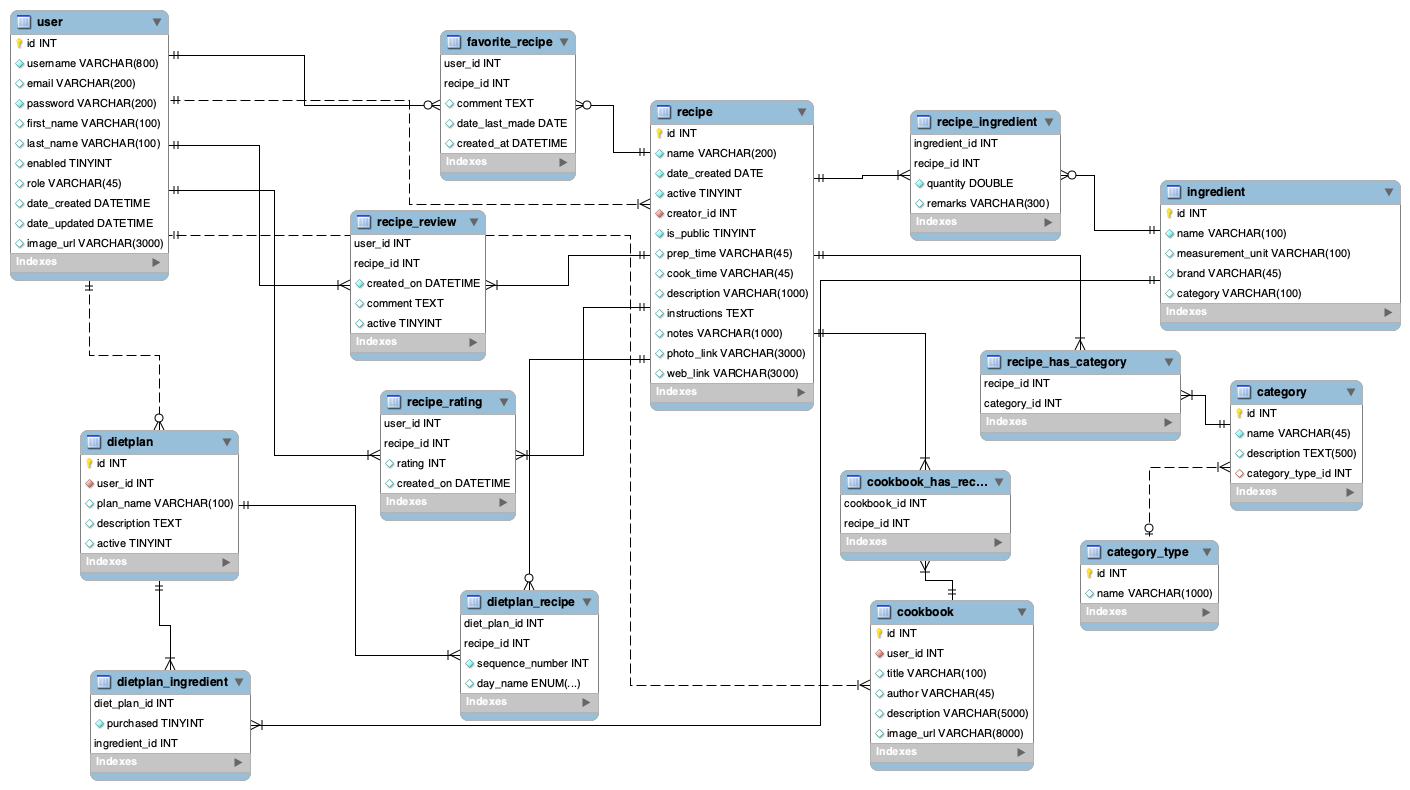 user
id INT
username VARCHAR(800)
email VARCHAR(200)
password VARCHAR(200)
first_name VARCHAR(100)
last_name VARCHAR(100)
enabled TINYINT
role VARCHAR(45)
date_created DATETIME
date_updated DATETIME
image_url VARCHAR(3000)
Indexes
favorite_recipe
user_id INT
recipe_id INT
comment TEXT
date_last_made DATE
created_at DATETIME
Indexes
recipe
id INT
name VARCHAR(200)
date_created DATE
active TINYINT
creator_id INT
is_public TINYINT
prep_time VARCHAR(45)
cook_time VARCHAR(45)
description VARCHAR(1000)
instructions TEXT
notes VARCHAR(1000)
photo_link VARCHAR(3000)
web_link VARCHAR(3000)
Indexes
recipe_ingredient
ingredient_id INT
recipe_id INT
quantity DOUBLE
remarks VARCHAR(300)
Indexes
ingredient
id INT
name VARCHAR(100)
measurement_unit VARCHAR(100)
brand VARCHAR(45)
category VARCHAR(100)
Indexes
recipe_review
user_id INT
recipe_id INT
created_on DATETIME
comment TEXT
active TINYINT
Indexes
recipe_has_category
recipe_id INT
category_id INT
Indexes
category
id INT
name VARCHAR(45)
description TEXT(500)
category_type_id INT
Indexes
recipe_rating
user_id INT
recipe_id INT
rating INT
created_on DATETIME
Indexes
dietplan
id INT
user_id INT
plan_name VARCHAR(100)
description TEXT
active TINYINT
Indexes
cookbook_has_rec...
cookbook_id INT
recipe_id INT
Indexes
category_type
id INT
name VARCHAR(1000)
Indexes
dietplan_recipe
diet_plan_id INT
recipe_id INT
sequence_number INT
day_name ENUM(...)
Indexes
cookbook
id INT
user_id INT
title VARCHAR(100)
author VARCHAR(45)
description VARCHAR(5000)
image_url VARCHAR(8000)
Indexes
dietplan_ingredient
diet_plan_id INT
purchased TINYINT
ingredient_id INT
Indexes